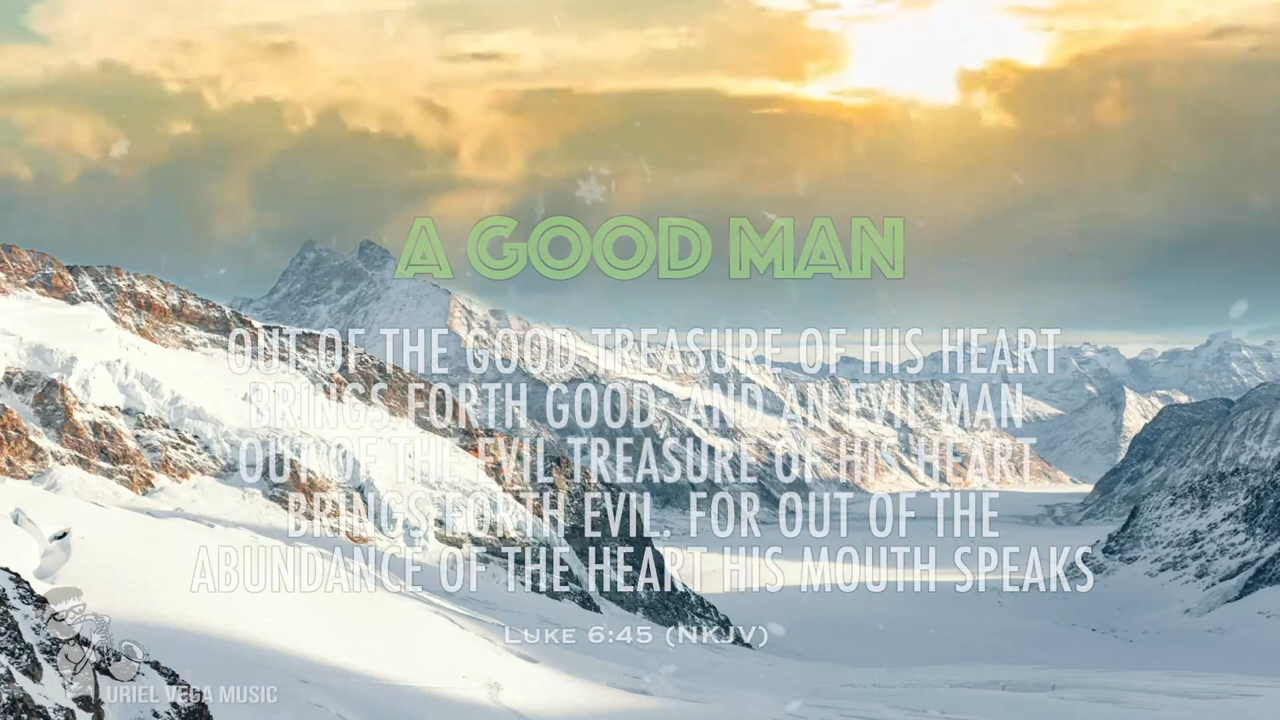 A GOOD MAN
OUT OF THE GOOD TREASURE OF HIS HEART
BRINGS FORTH GOOD; AND AN EVIL MAN
OUT OF THE EVIL TREASURE OF HIS HEART
BRINGS FORTH EVIL. FOR OUT OF THE
ABUNDANCE OF THE HEART HIS MOUTH SPEAKS
LUKE 6:45 (NKJV)
URIEL VEGA MUSIC